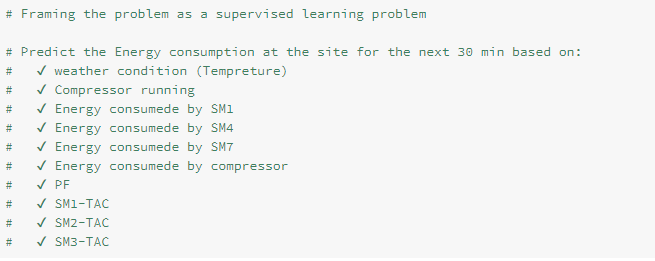 # Framing the problem as a supervised learning problem
# Predict the Energy consumption at the site for the next 30 min based on:
# ✓ weather condition (Tempreture)
# ✓ Compressor running
# ✓ Energy consumede by SM1
# ✓ Energy consumede by SM4
# ✓ Energy consumede by SM7
# ✓ Energy consumede by compressor
# ✓ PF
# ✓ SM1-TAC
# ✓ SM2-TAC
# ✓ SM3-TAC